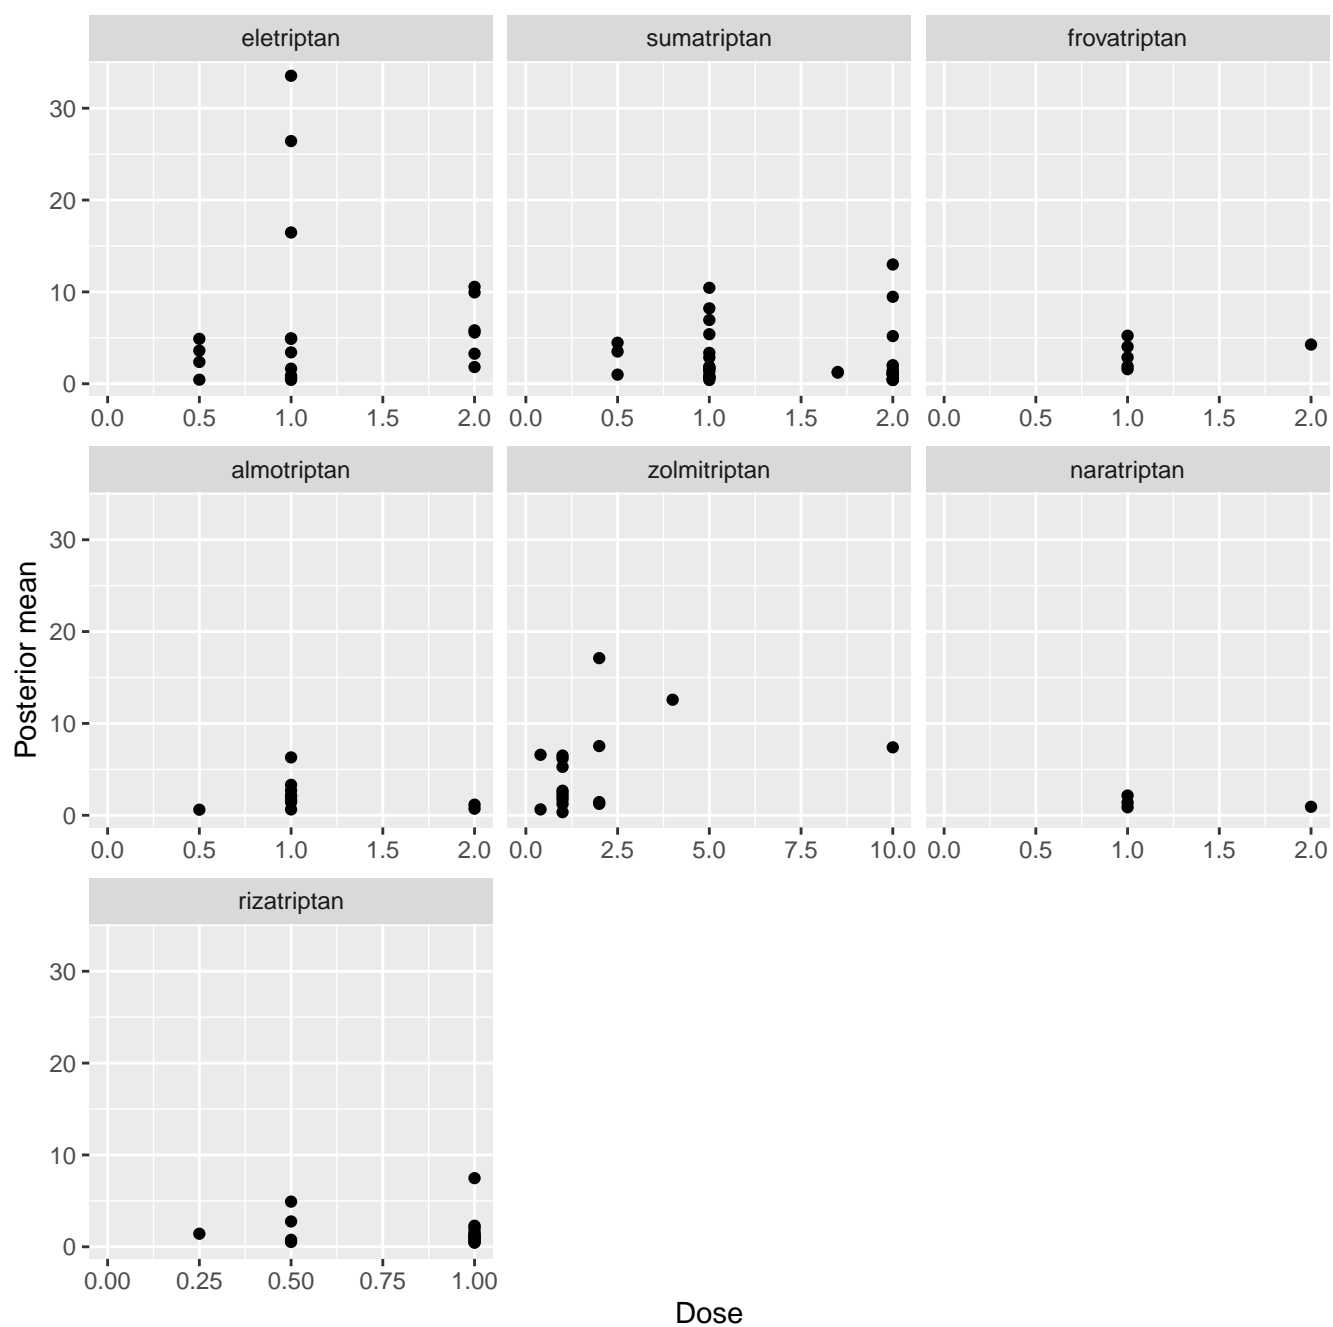 eletriptan sumatriptan frovatriptan
30
20
10
0
0.0 0.5 1.0 1.5 2.0 0.0 0.5 1.0 1.5 2.0 0.0 0.5 1.0 1.5 2.0
almotriptan zolmitriptan naratriptan
30
20
10
0
0.0 0.5 1.0 1.5 2.0 0.0 2.5 5.0 7.5 10.0 0.0 0.5 1.0 1.5 2.0
Posterior mean
rizatriptan
30
20
10
0
0.00 0.25 0.50 0.75 1.00
Dose